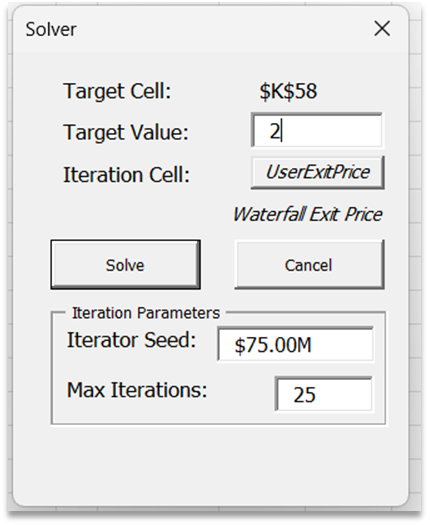 Solver
Target Cell: $K$58
Target Value: 2
Iteration Cell: UserExitPrice
Waterfall Exit Price
Solve Cancel
Iteration Parameters
Iterator Seed: $75.00M
Max Iterations: 25